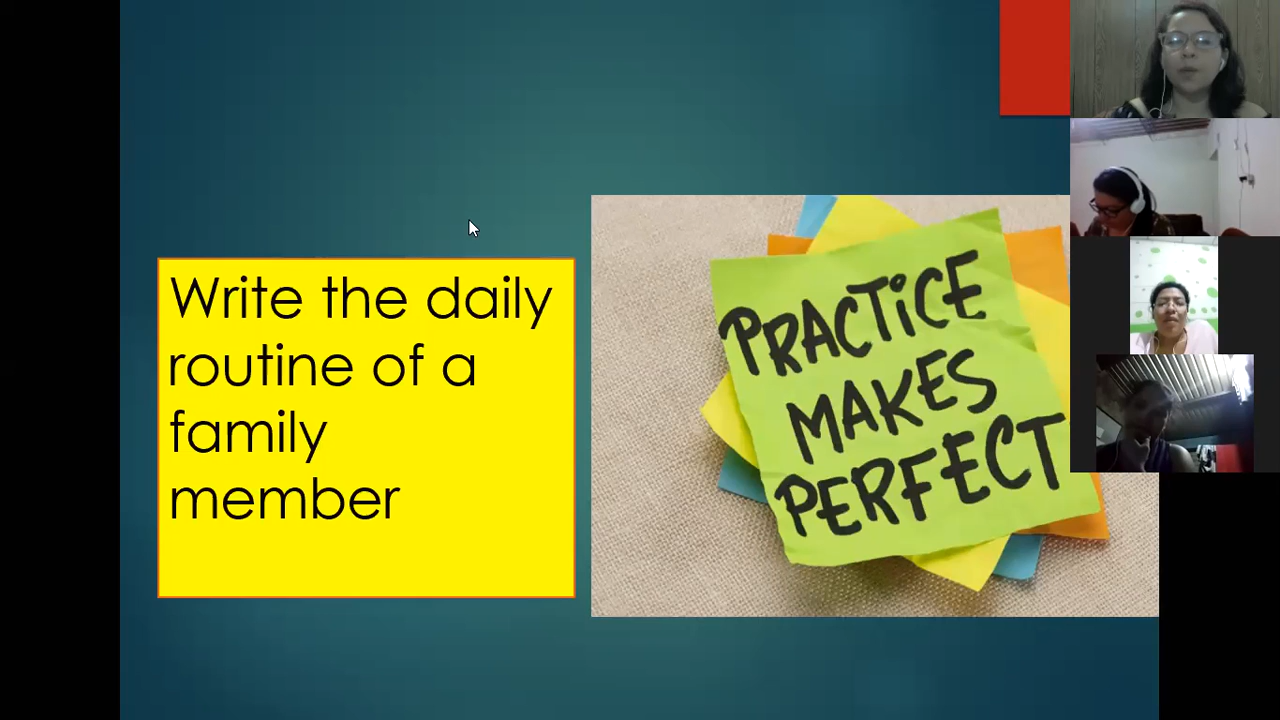 Write the daily
routine of a
family
member
PRACTiCE
MAKES
PERFECT